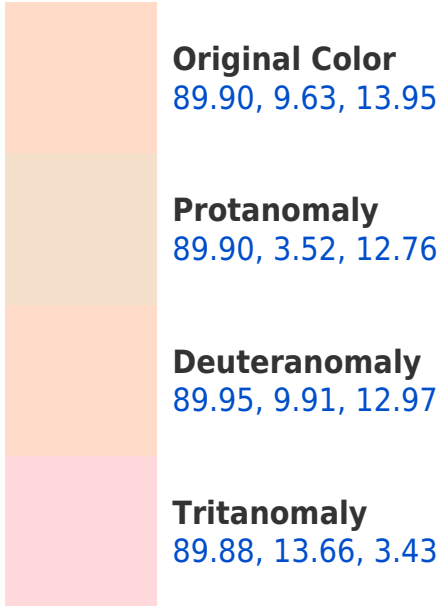 Original Color
89.90, 9.63, 13.95
Protanomaly
89.90, 3.52, 12.76
Deuteranomaly
89.95, 9.91, 12.97
Tritanomaly
89.88, 13.66, 3.43